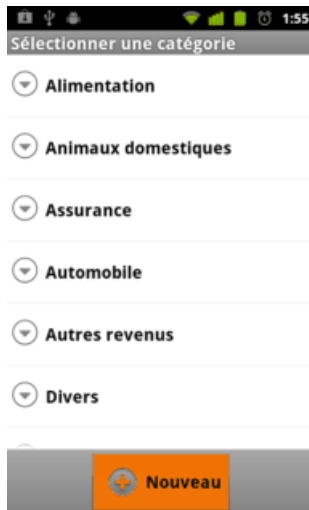 1:55
Sélectionner une catégorie
Alimentation
Animaux domestiques
Assurance
Automobile
Autres revenus
Divers
Nouveau